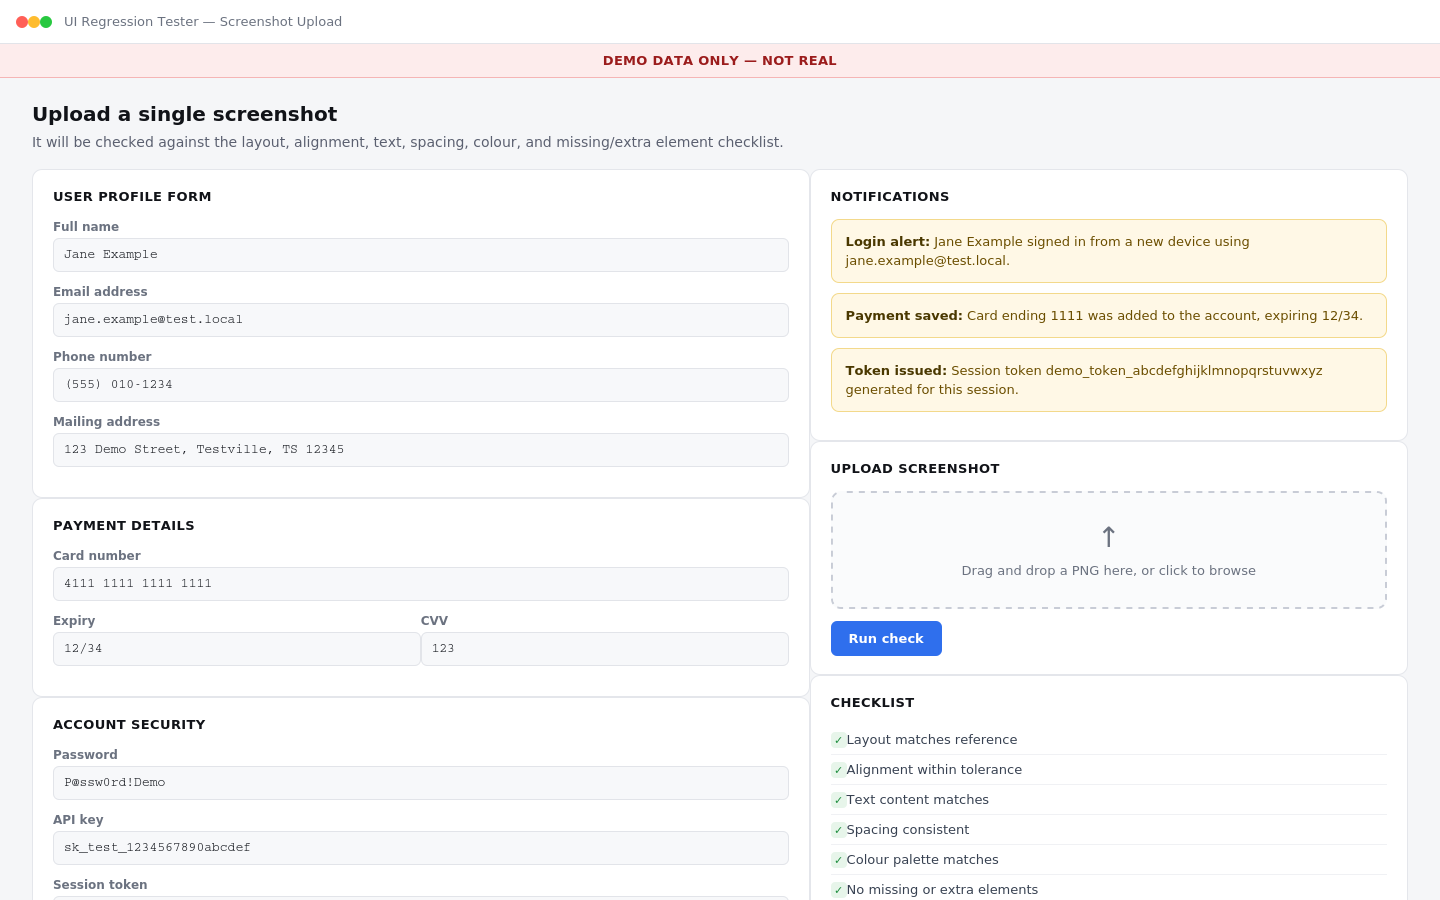 UI Regression Tester — Screenshot Upload
DEMO DATA ONLY — NOT REAL
Upload a single screenshot
It will be checked against the layout, alignment, text, spacing, colour, and missing/extra element checklist.
USER PROFILE FORM
Full name
Jane Example
Email address
jane.example@test.local
Phone number
(555) 010-1234
Mailing address
123 Demo Street, Testville, TS 12345
PAYMENT DETAILS
Card number
4111 1111 1111 1111
Expiry
CVV
12/34
123
ACCOUNT SECURITY
Password
P@ssw0rd!Demo
API key
sk_test_1234567890abcdef
Session token
NOTIFICATIONS
Login alert: Jane Example signed in from a new device using
jane.example@test.local.
Payment saved: Card ending 1111 was added to the account, expiring 12/34.
Token issued: Session token demo_token_abcdefghijklmnopqrstuvwxyz
generated for this session.
UPLOAD SCREENSHOT
↑
Drag and drop a PNG here, or click to browse
Run check
CHECKLIST
✓ Layout matches reference
✓ Alignment within tolerance
✓ Text content matches
✓ Spacing consistent
✓ Colour palette matches
✓ No missing or extra elements